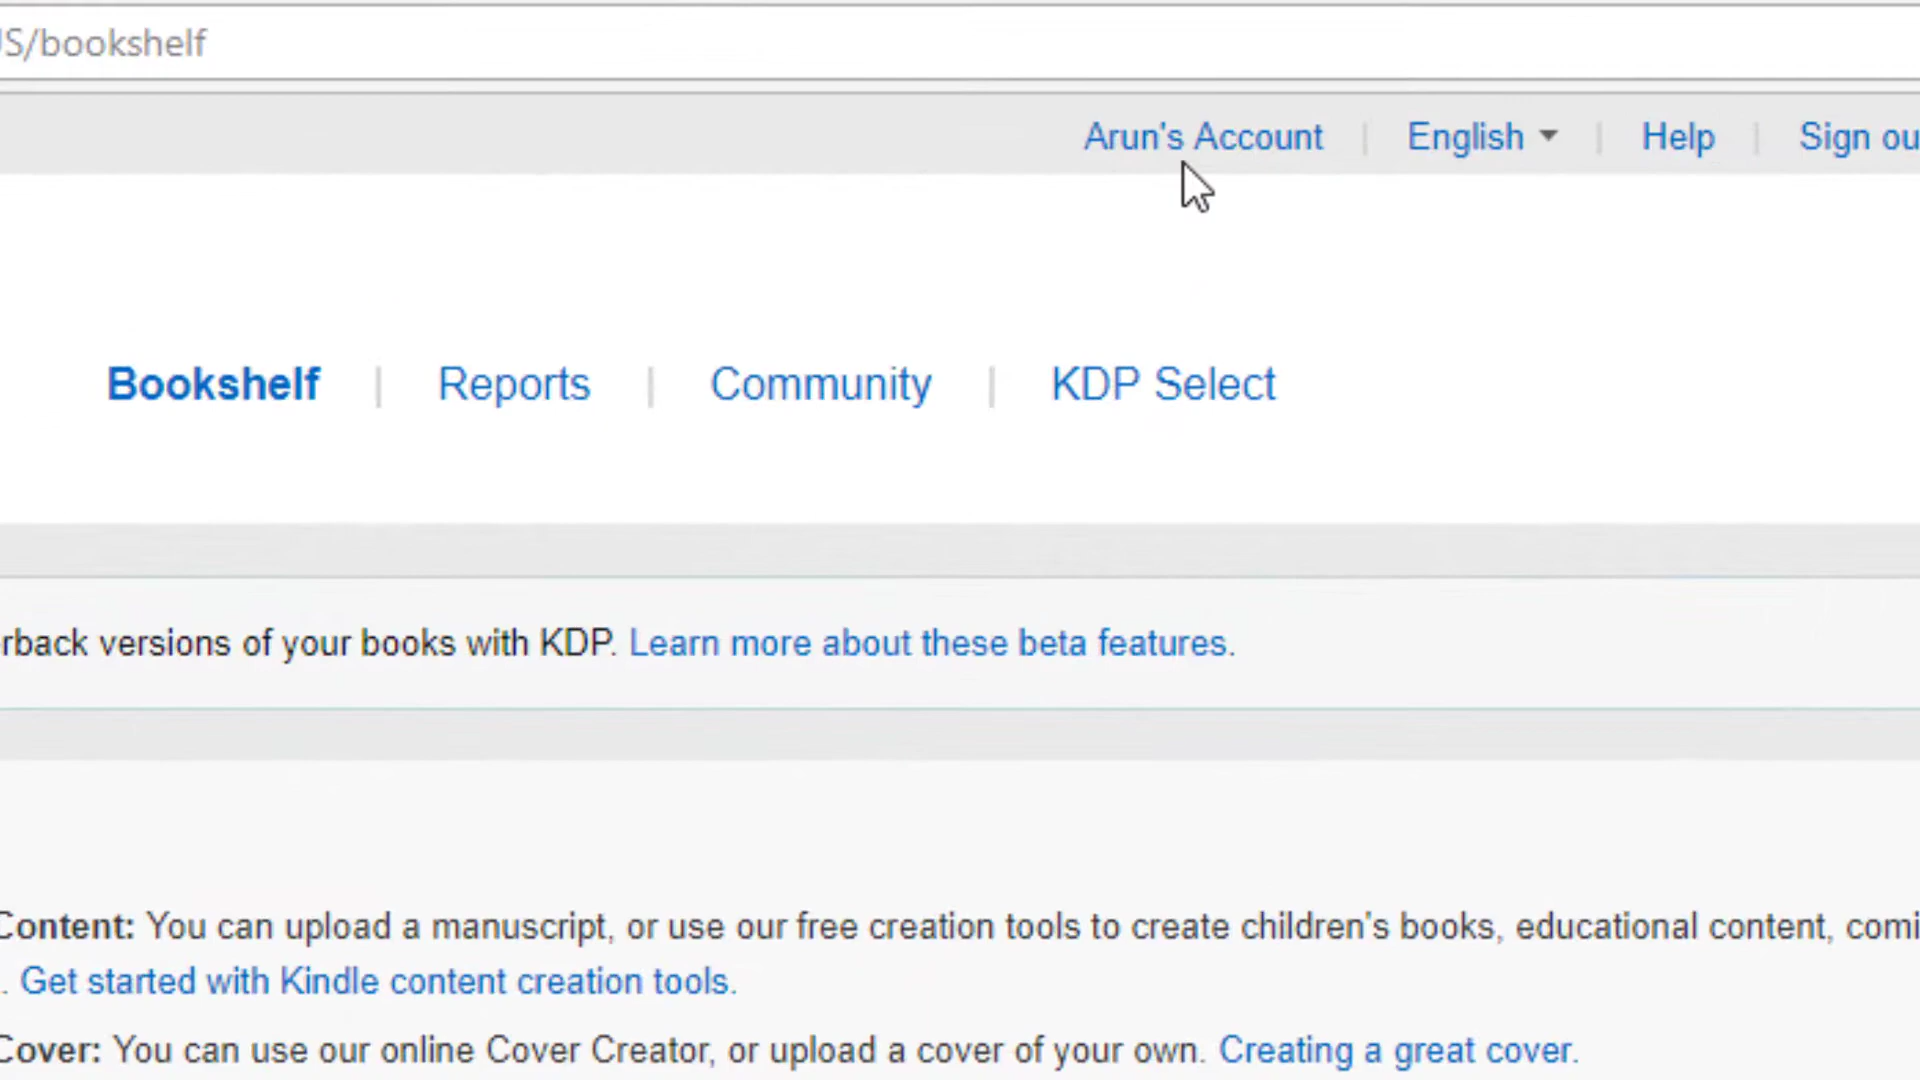 US/bookshelf
Arun's Account | English | Help | Sign ou
Bookshelf | Reports | Community | KDP Select
rback versions of your books with KDP. Learn more about these beta features.
Content: You can upload a manuscript, or use our free creation tools to create children's books, educational content, comi
. Get started with Kindle content creation tools.
Cover: You can use our online Cover Creator, or upload a cover of your own. Creating a great cover.